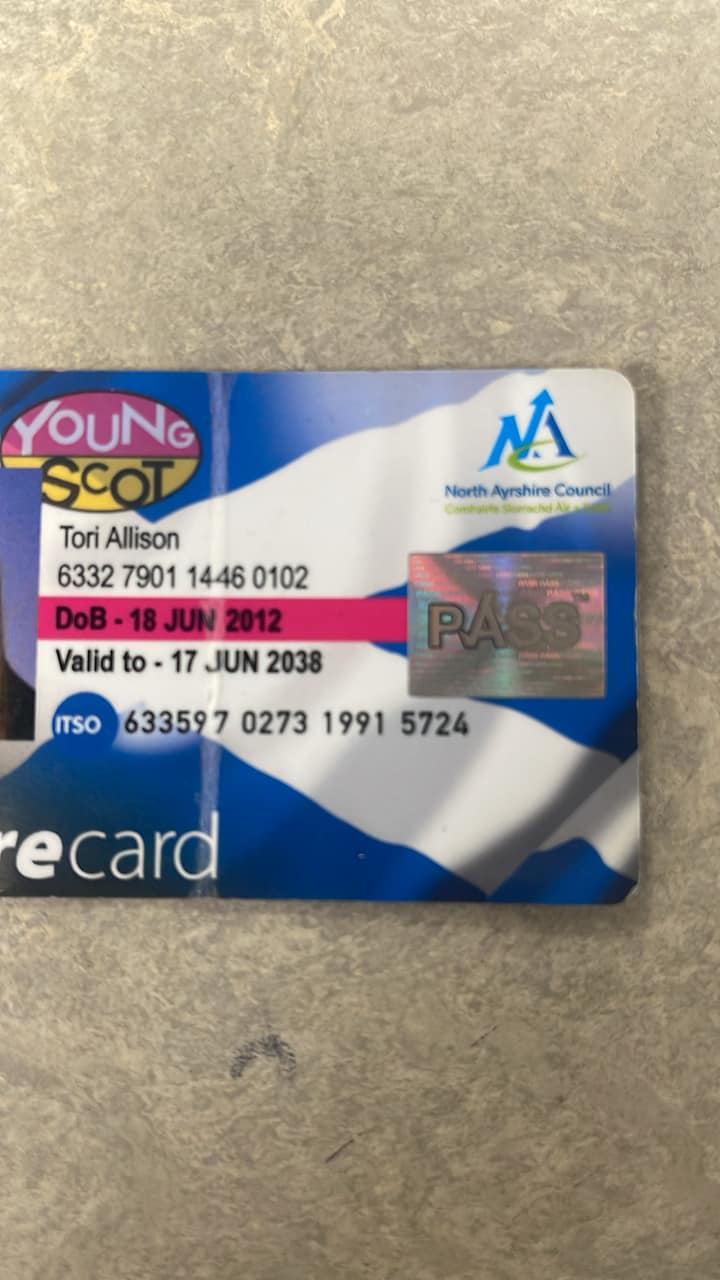 YOUNG
SCOT
North Ayrshire Council
Tori Allison
6332 7901 1446 0102
DoB - 18 JUN 2012
PASS
Valid to - 17 JUN 2038
ITSO 633597 0273 1991 5724
recard